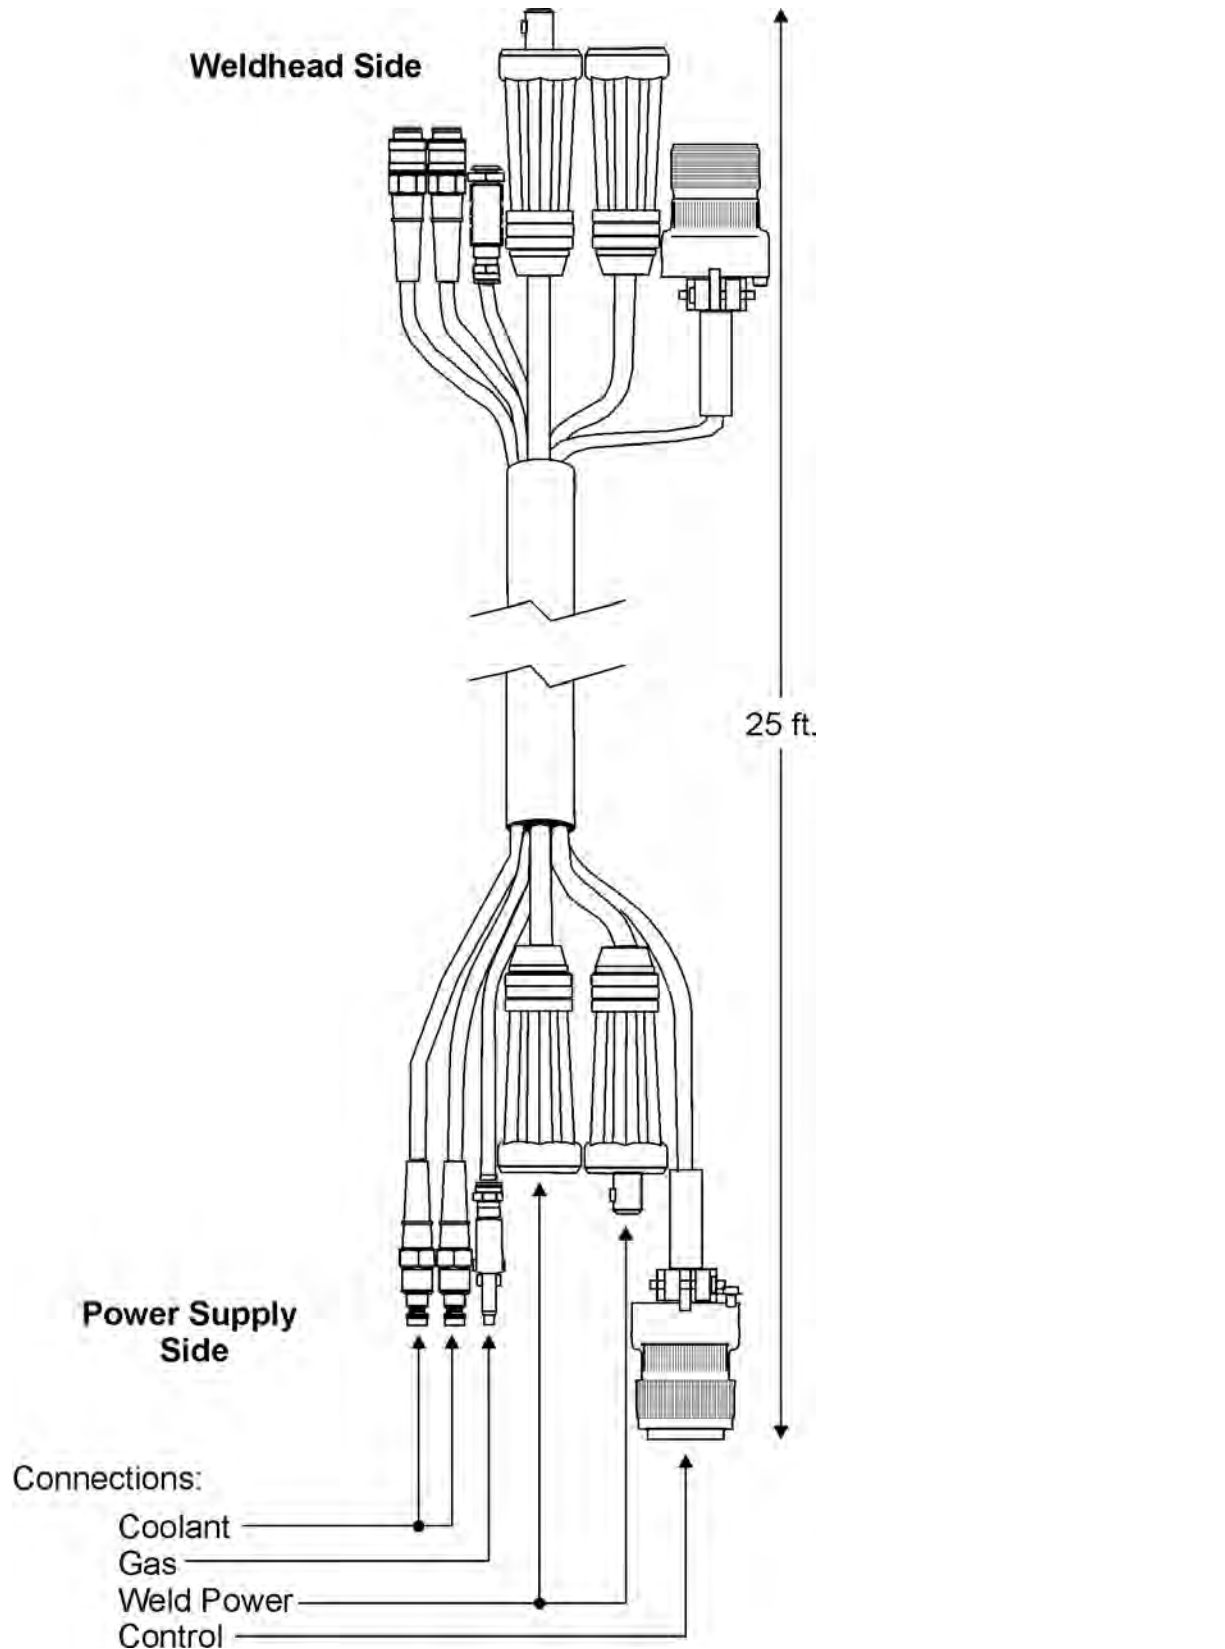 Weldhead Side
25 ft.
Power Supply
Side
Connections:
Coolant
Gas
Weld Power
Control